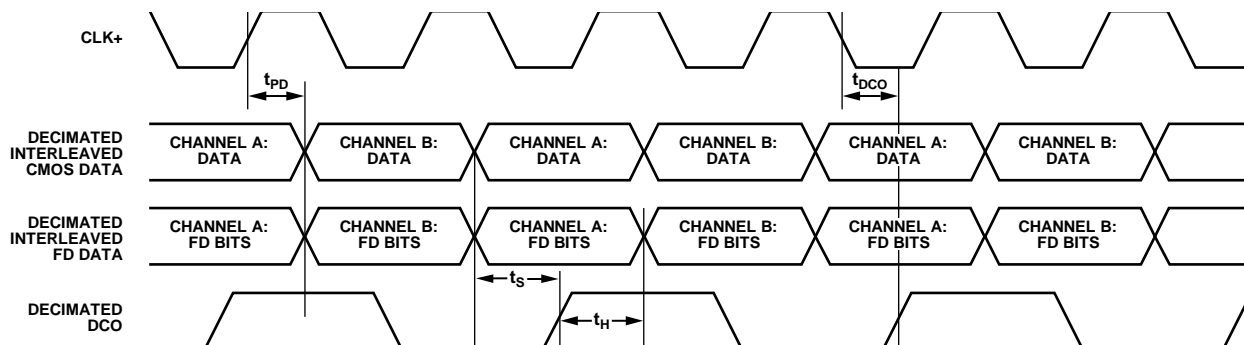 CLK+
tPD
tDCO
DECIMATED
INTERLEAVED
CMOS DATA
CHANNEL A:
DATA
CHANNEL B:
DATA
CHANNEL A:
DATA
CHANNEL B:
DATA
CHANNEL A:
DATA
CHANNEL B:
DATA
DECIMATED
INTERLEAVED
FD DATA
CHANNEL A:
FD BITS
CHANNEL B:
FD BITS
CHANNEL A:
FD BITS
CHANNEL B:
FD BITS
CHANNEL A:
FD BITS
CHANNEL B:
FD BITS
tS
tH
DECIMATED
DCO